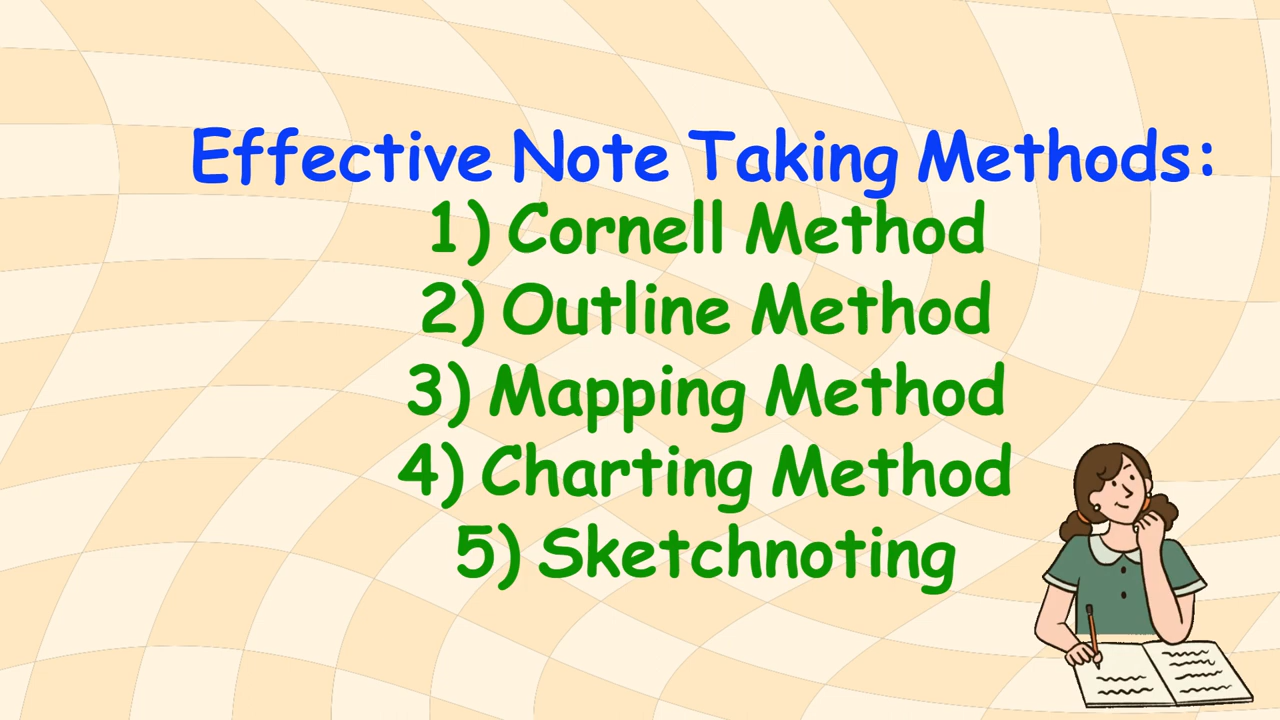 Effective Note Taking Methods:
1) Cornell Method
2) Outline Method
3) Mapping Method
4) Charting Method
5) Sketchnoting